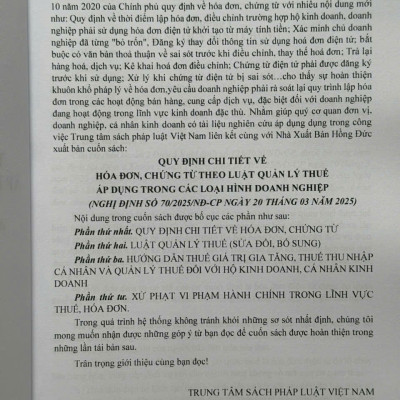 10 năm 2020 của Chính phủ quy định về hóa đơn, chứng từ với nhiều nội dung mới
như: Quy định về thời điểm lập hóa đơn, điều chỉnh trường hợp hộ kinh doanh, doanh
nghiệp phải sử dụng hóa đơn điện tử khởi tạo từ máy tính tiền; Xác minh chủ doanh
nghiệp đã từng "bỏ trốn", Đăng ký thay đổi thông tin sử dụng hoá đơn điện tử; bắt
buộc có văn bản thoả thuận về sai sót trước khi điều chỉnh, thay thế hoá đơn; Trả lại
hàng hoá, dịch vụ; Kê khai hoá đơn điều chỉnh; Chứng từ điện tử phải được đăng ký
trước khi sử dụng; Xử lý khi chứng từ điện tử bị sai sót…cho thấy sự hoàn thiện
khuôn khổ pháp lý về hóa đơn,yêu cầu doanh nghiệp phải rà soát lại quy trình lập hóa
đơn trong các hoạt động bán hàng, cung cấp dịch vụ, đặc biệt đối với doanh nghiệp
đang hoạt động trong lĩnh vực kinh doanh đặc thù. Nhằm giúp quý cơ quan đơn vị,
doanh nghiệp, cá nhân kinh doanh có tài liệu nghiên cứu áp dụng dụng trong công
việc Trung tâm sách pháp luật Việt Nam liên kết cùng với Nhà Xuất Bản Hồng Đức
xuất bản cuốn sách:
QUY ĐỊNH CHI TIẾT VỀ
HÓA ĐƠN, CHỨNG TỪ THEO LUẬT QUẢN LÝ THUẾ
ÁP DỤNG TRONG CÁC LOẠI HÌNH DOANH NGHIỆP
(NGHỊ ĐỊNH SỐ 70/2025/NĐ-CP NGÀY 20 THÁNG 03 NĂM 2025)
Nội dung trong cuốn sách được bố cục các phần như sau:
Phần thứ nhất. QUY ĐỊNH CHI TIẾT VỀ HÓA ĐƠN, CHỨNG TỪ
Phần thứ hai. LUẬT QUẢN LÝ THUẾ (SỬA ĐỔI, BỔ SUNG)
Phần thứ ba. HƯỚNG DẪN THUẾ GIÁ TRỊ GIA TĂNG, THUẾ THU NHẬP
CÁ NHÂN VÀ QUẢN LÝ THUẾ ĐỐI VỚI HỘ KINH DOANH, CÁ NHÂN KINH
DOANH
Phần thứ tư. XỬ PHẠT VI PHẠM HÀNH CHÍNH TRONG LĨNH VỰC
THUẾ, HÓA ĐƠN.
Trong quá trình hệ thống không tránh khỏi những sơ sót nhất định, chúng tôi
mong muốn nhận được những góp ý từ bạn đọc để cuốn sách được hoàn thiện trong
những lần tái bản sau.
Trân trọng giới thiệu cùng bạn đọc!
TRUNG TÂM SÁCH PHÁP LUẬT VIỆT NAM